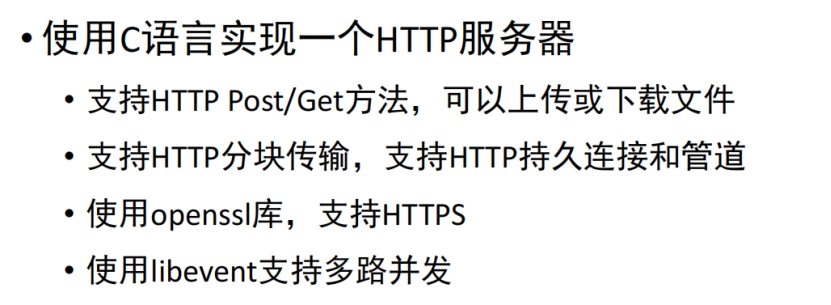 • 使用C语言实现一个HTTP服务器
• 支持HTTP Post/Get方法，可以上传或下载文件
• 支持HTTP分块传输，支持HTTP持久连接和管道
• 使用openssl库，支持HTTPS
• 使用libevent支持多路并发